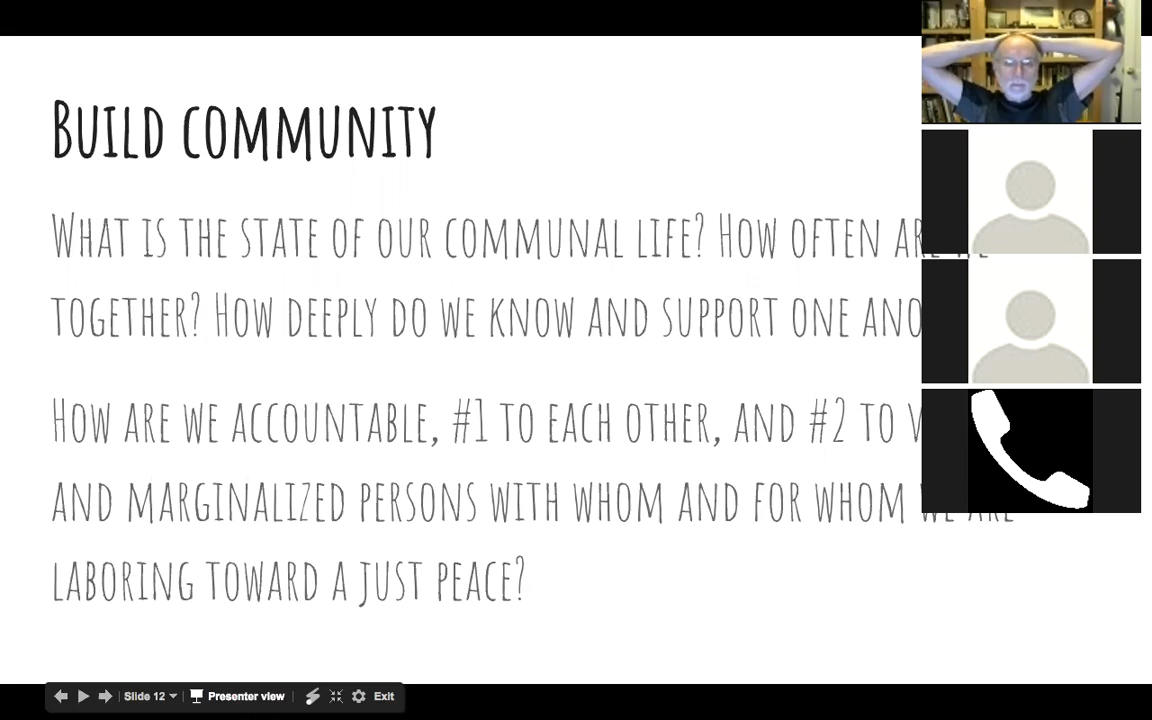 Build community
What is the state of our communal life? How often
together? How deeply do we know and support one
How are we accountable, #1 to each other, and #2 to
and marginalized persons with whom and for whom we are
laboring toward a just peace?
Slide 12 Presenter view Exit